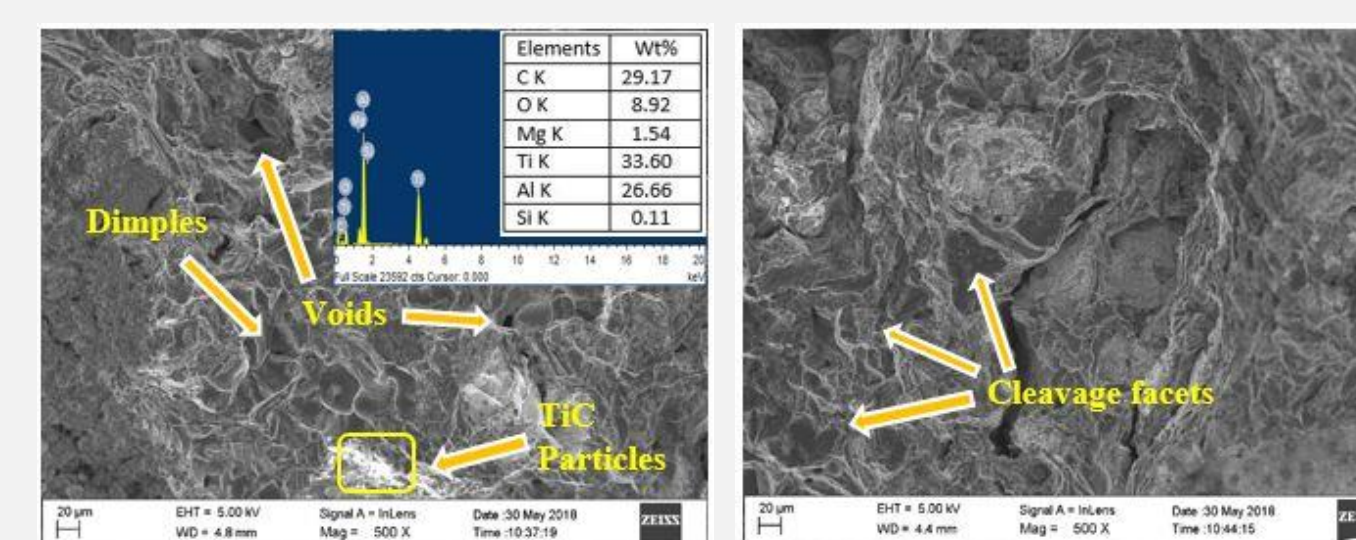 Elements Wt%
C K 29.17
O K 8.92
Mg K 1.54
Ti K 33.60
Al K 26.66
Si K 0.11
0 2 4 6 8 10 12 14 16 18 20
Full Scale 23592 cts Cursor: 0.000 keV
Dimples
Voids
TiC
Particles
20 µm
EHT = 5.00 kV
WD = 4.8 mm
Signal A = InLens
Mag = 500 X
Date :30 May 2018
Time :10:37:19
ZEISS
Cleavage facets
20 µm
EHT = 5.00 kV
WD = 4.4 mm
Signal A = InLens
Mag = 500 X
Date :30 May 2018
Time :10:44:15
ZE